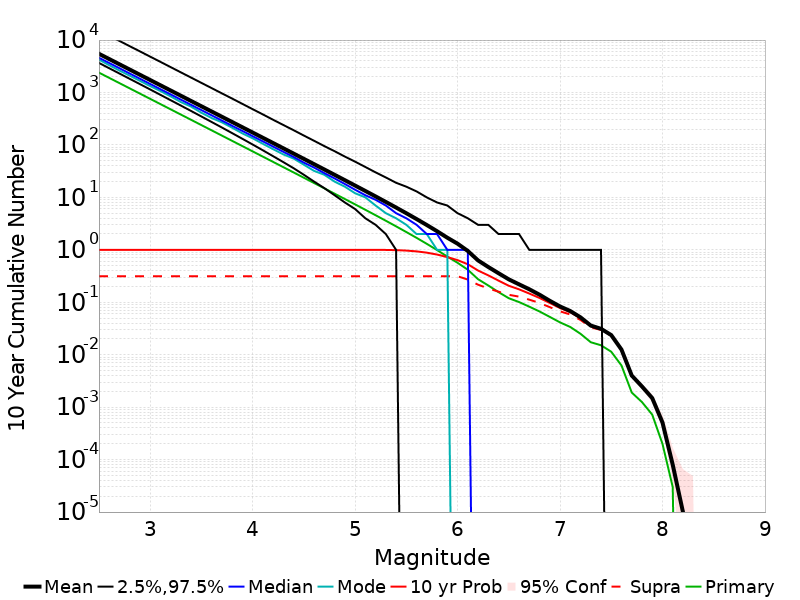 10 Year Cumulative Number
10^4
10^3
10^2
10^1
10^0
10^-1
10^-2
10^-3
10^-4
10^-5
3 4 5 6 7 8 9
Magnitude
Mean 2.5%,97.5% Median Mode 10 yr Prob 95% Conf Supra Primary